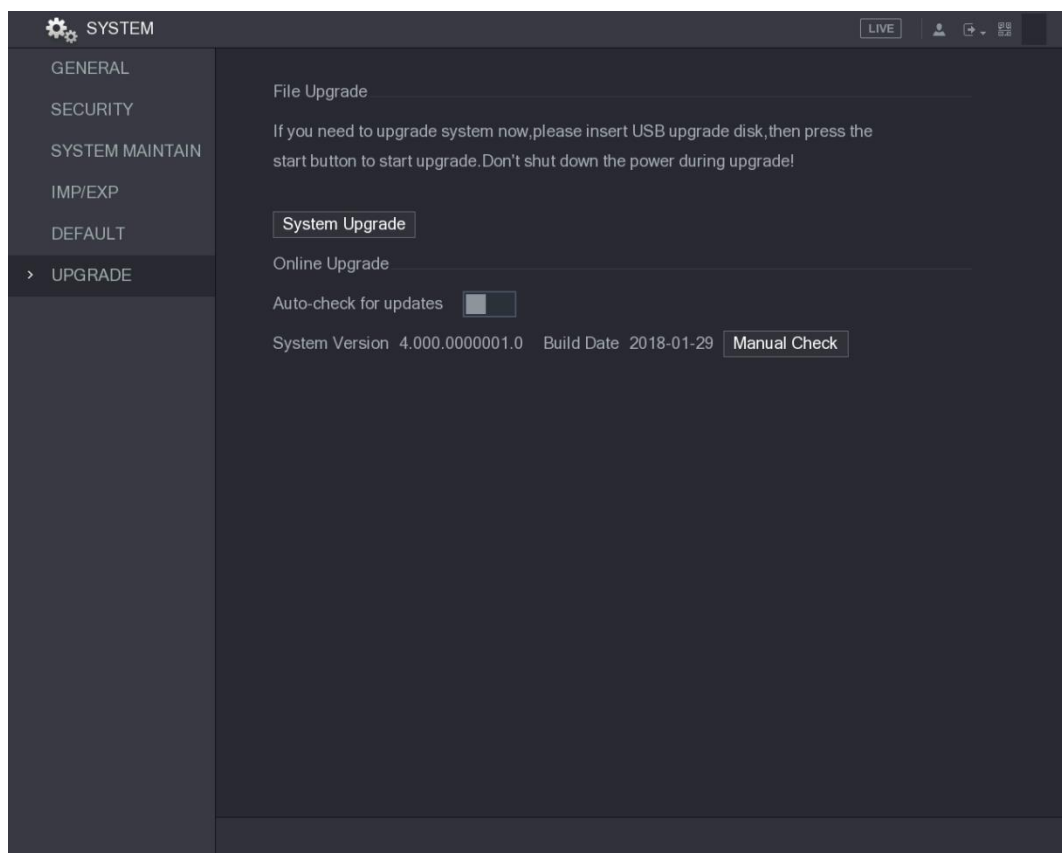 SYSTEM
LIVE
GENERAL
SECURITY
SYSTEM MAINTAIN
IMP/EXP
DEFAULT
UPGRADE
File Upgrade
If you need to upgrade system now,please insert USB upgrade disk,then press the
start button to start upgrade.Don't shut down the power during upgrade!
System Upgrade
Online Upgrade
Auto-check for updates
System Version 4.000.0000001.0 Build Date 2018-01-29 Manual Check